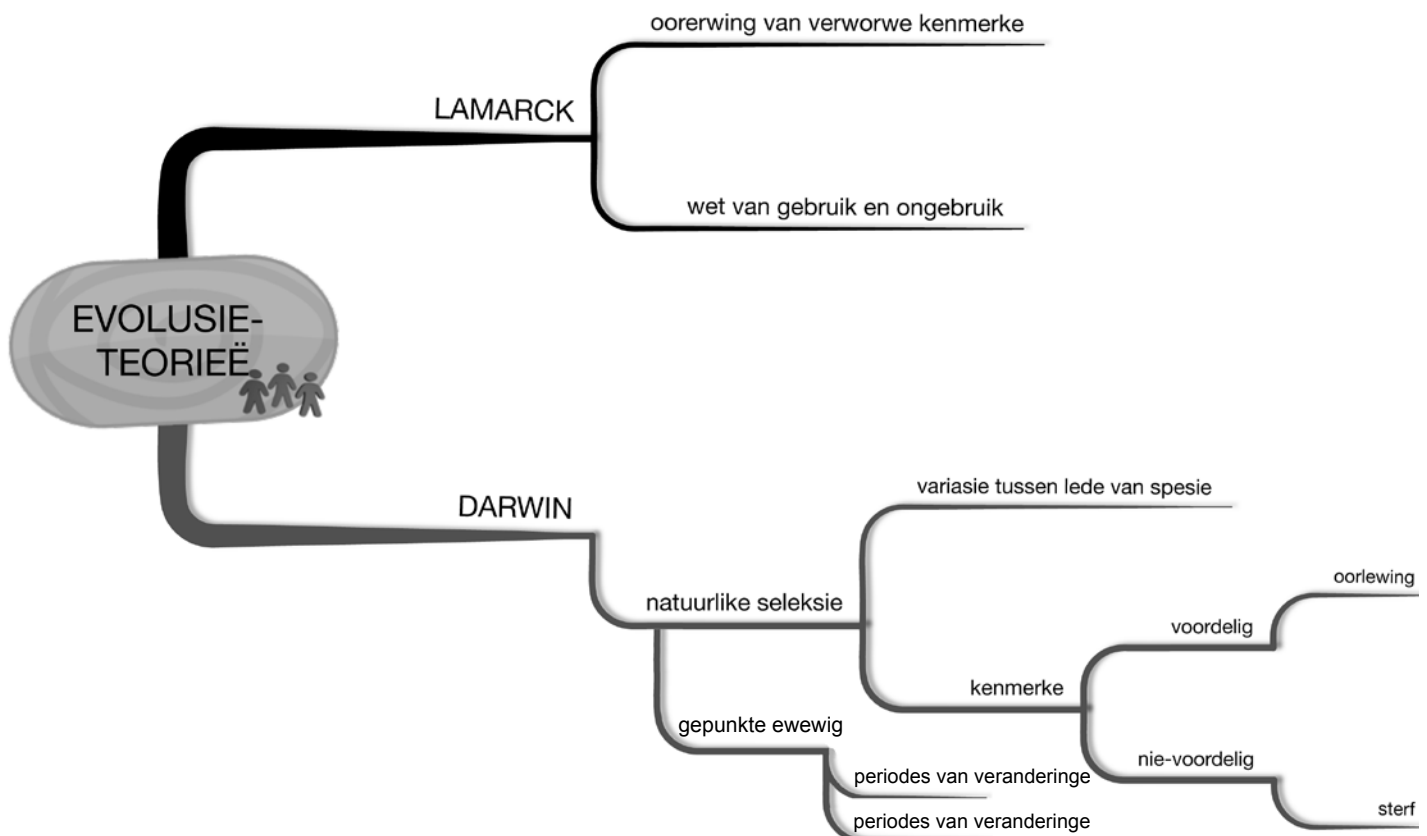 oorerwing van verworwe kenmerke
LAMARCK
wet van gebruik en ongebruik
EVOLUSIE-
TEORIEË
DARWIN
variasie tussen lede van spesie
natuurlike seleksie
oorlewing
voordelig
kenmerke
gepunkte ewewig
nie-voordelig
periodes van veranderinge
sterf
periodes van veranderinge